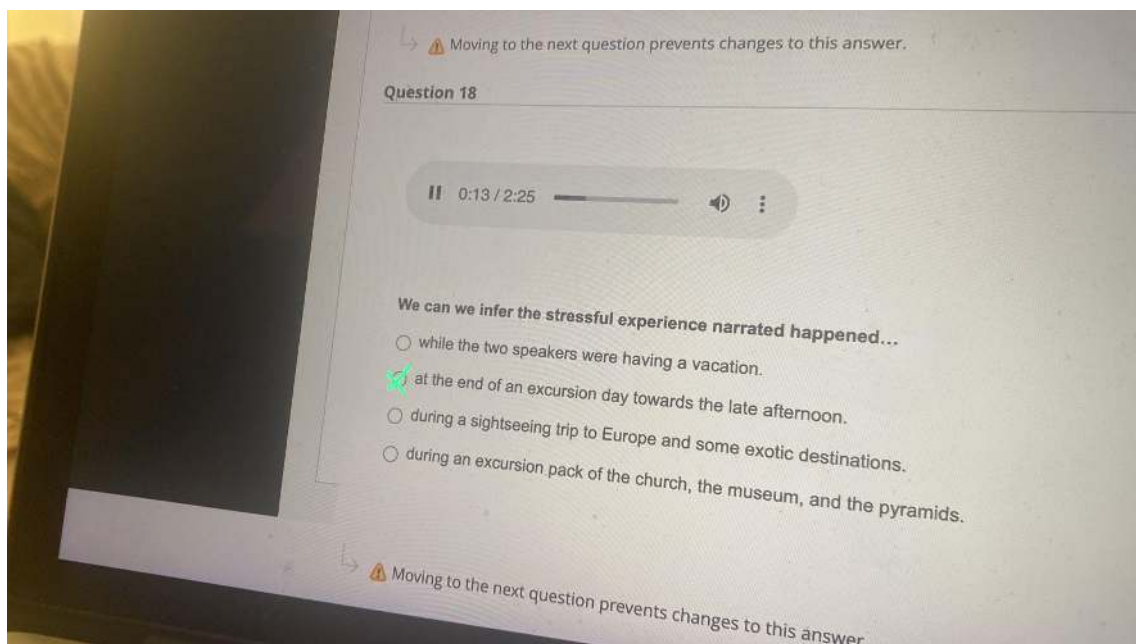 Moving to the next question prevents changes to this answer.
Question 18
0:13 / 2:25
We can we infer the stressful experience narrated happened...
while the two speakers were having a vacation.
at the end of an excursion day towards the late afternoon.
during a sightseeing trip to Europe and some exotic destinations.
during an excursion pack of the church, the museum, and the pyramids.
Moving to the next question prevents changes to this answer